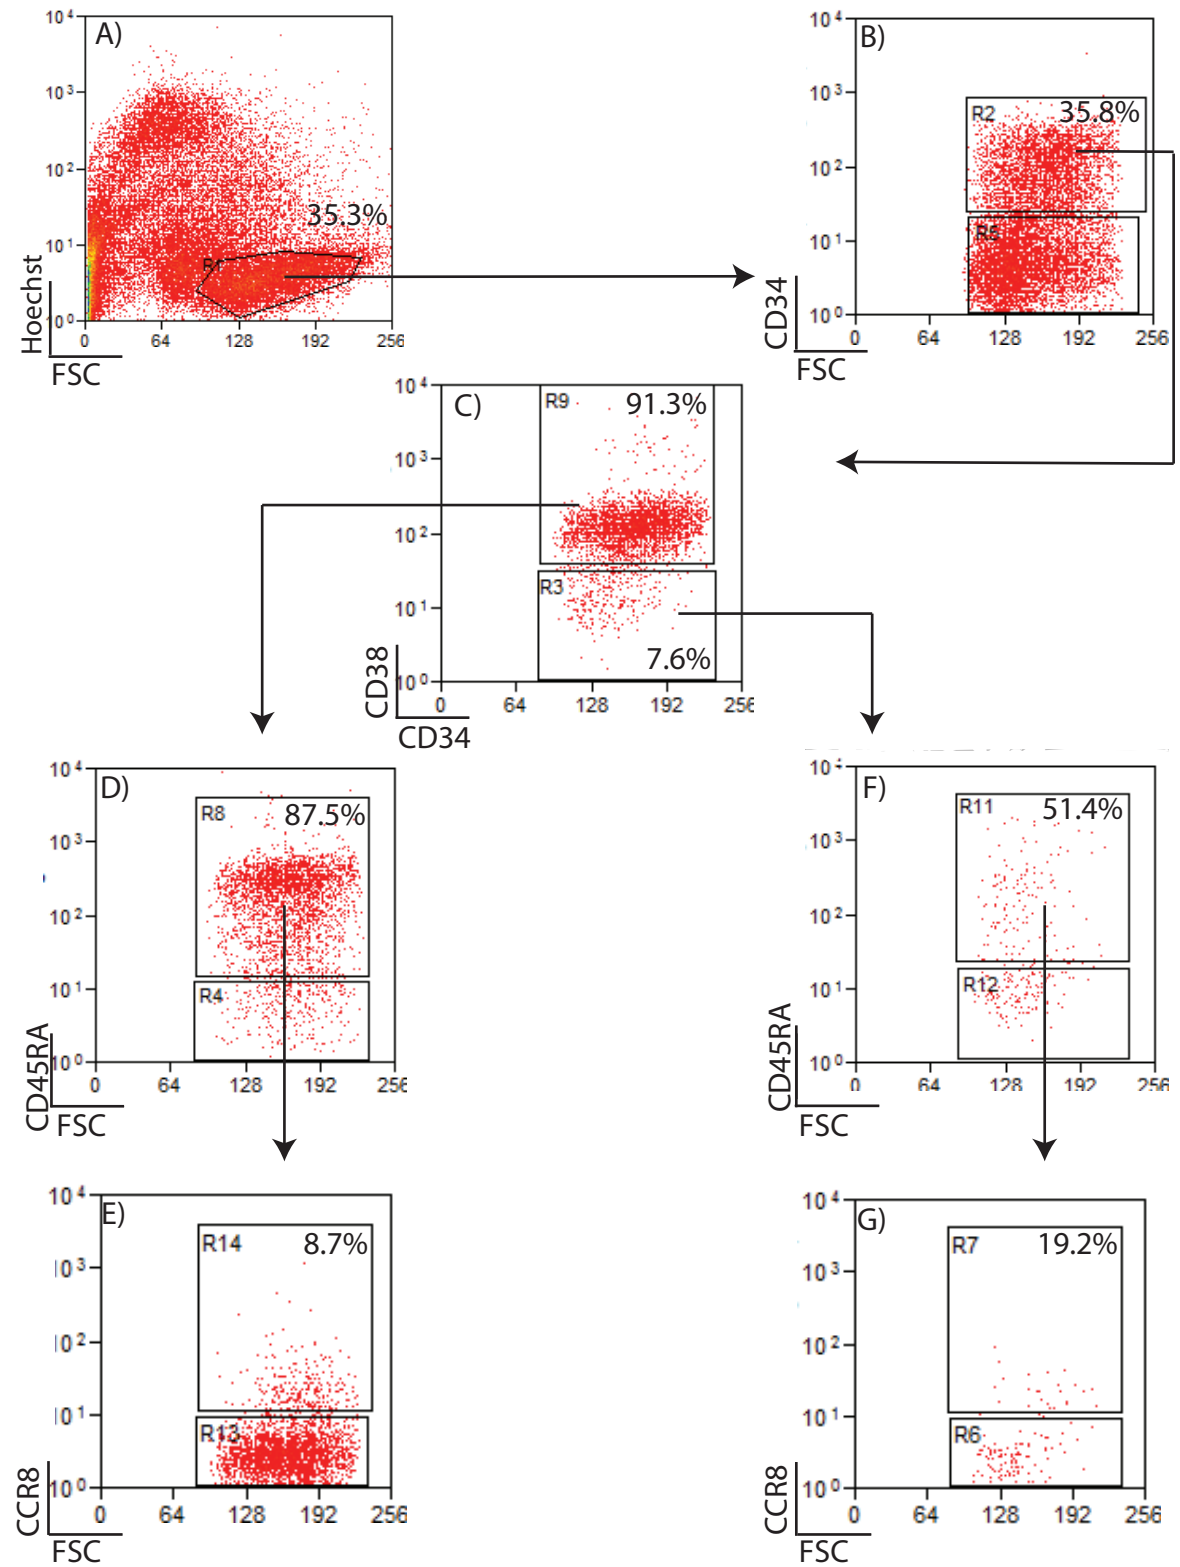 A)
10⁴
10³
10²
10¹
10⁰
35.3%
R1
Hoechst
0 64 128 192 256
FSC
B)
10⁴
10³
10²
10¹
10⁰
R2 35.8%
R5
CD34
0 64 128 192 256
FSC
C)
10⁴
10³
10²
10¹
10⁰
R9 91.3%
R3
7.6%
CD38
0 64 128 192 256
CD34
D)
10⁴
10³
10²
10¹
10⁰
R8 87.5%
R4
CD45RA
0 64 128 192 256
FSC
F)
10⁴
10³
10²
10¹
10⁰
R11 51.4%
R12
CD45RA
0 64 128 192 256
FSC
E)
10⁴
10³
10²
10¹
10⁰
R14 8.7%
R13
CCR8
0 64 128 192 256
FSC
G)
10⁴
10³
10²
10¹
10⁰
R7 19.2%
R6
CCR8
0 64 128 192 256
FSC